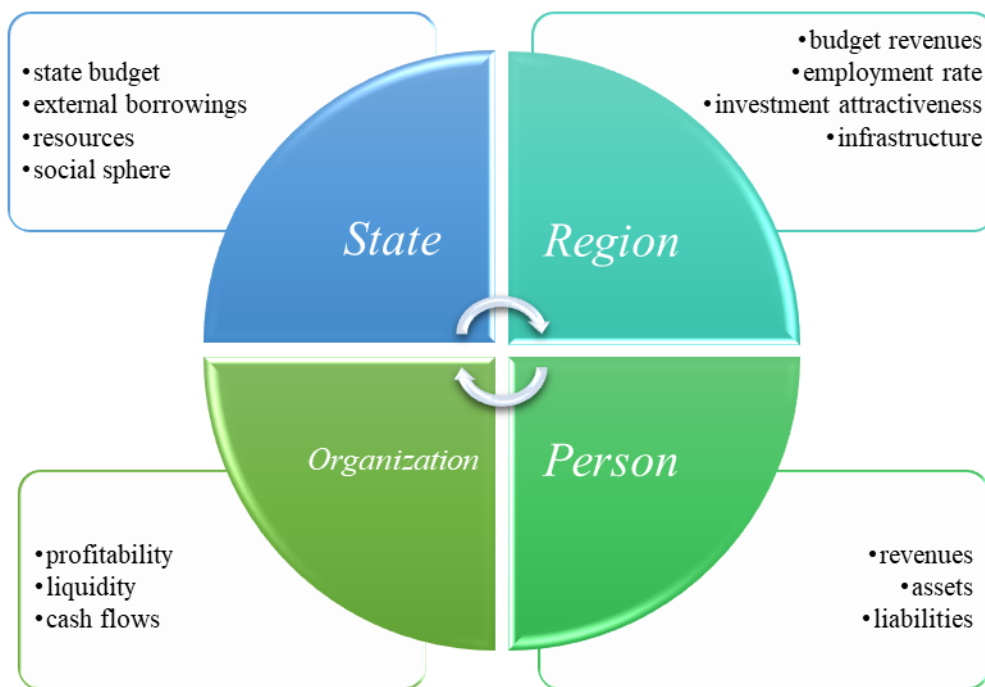 •state budget
•external borrowings
•resources
•social sphere
•budget revenues
•employment rate
•investment attractiveness
•infrastructure
State
Region
Organization
Person
•profitability
•liquidity
•cash flows
•revenues
•assets
•liabilities